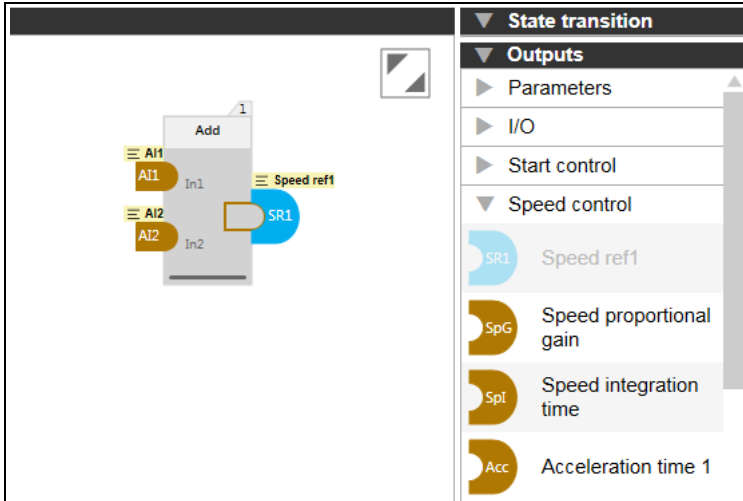 1
Add
AI1
AI1
In1
Speed ref1
SR1
AI2
AI2
In2
State transition
Outputs
Parameters
I/O
Start control
Speed control
SR1
Speed ref1
SpG
Speed proportional
gain
SpI
Speed integration
time
Acc
Acceleration time 1